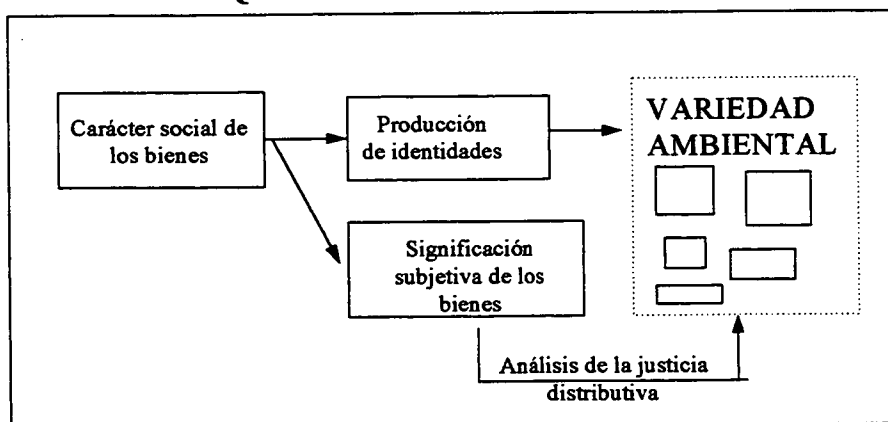 Carácter social de
los bienes
Producción
de identidades
VARIEDAD
AMBIENTAL
Significación
subjetiva de los
bienes
Análisis de la justicia
distributiva